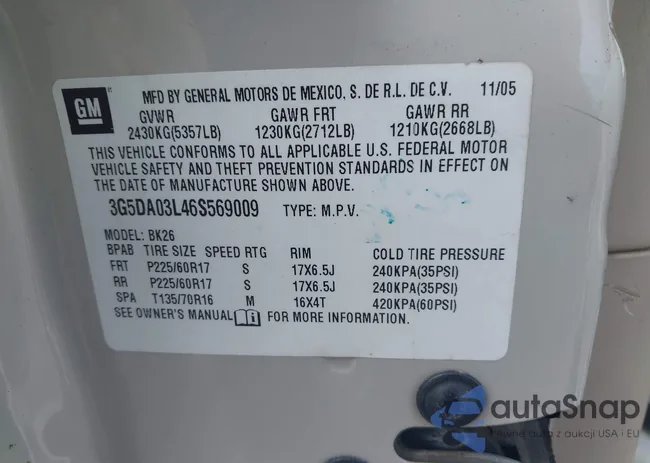 GM
MFD BY GENERAL MOTORS DE MEXICO, S. DE R.L. DE C.V. 11/05
GVWR GAWR FRT GAWR RR
2430KG(5357LB) 1230KG(2712LB) 1210KG(2668LB)
THIS VEHICLE CONFORMS TO ALL APPLICABLE U.S. FEDERAL MOTOR
VEHICLE SAFETY AND THEFT PREVENTION STANDARDS IN EFFECT ON
THE DATE OF MANUFACTURE SHOWN ABOVE.
3G5DA03L46S569009 TYPE: M.P.V.
MODEL: BK26
BPAB TIRE SIZE SPEED RTG RIM COLD TIRE PRESSURE
FRT P225/60R17 S 17X6.5J 240KPA(35PSI)
RR P225/60R17 S 17X6.5J 240KPA(35PSI)
SPA T135/70R16 M 16X4T 420KPA(60PSI)
SEE OWNER'S MANUAL FOR MORE INFORMATION.
autoSnap
z aukcji USA i EU